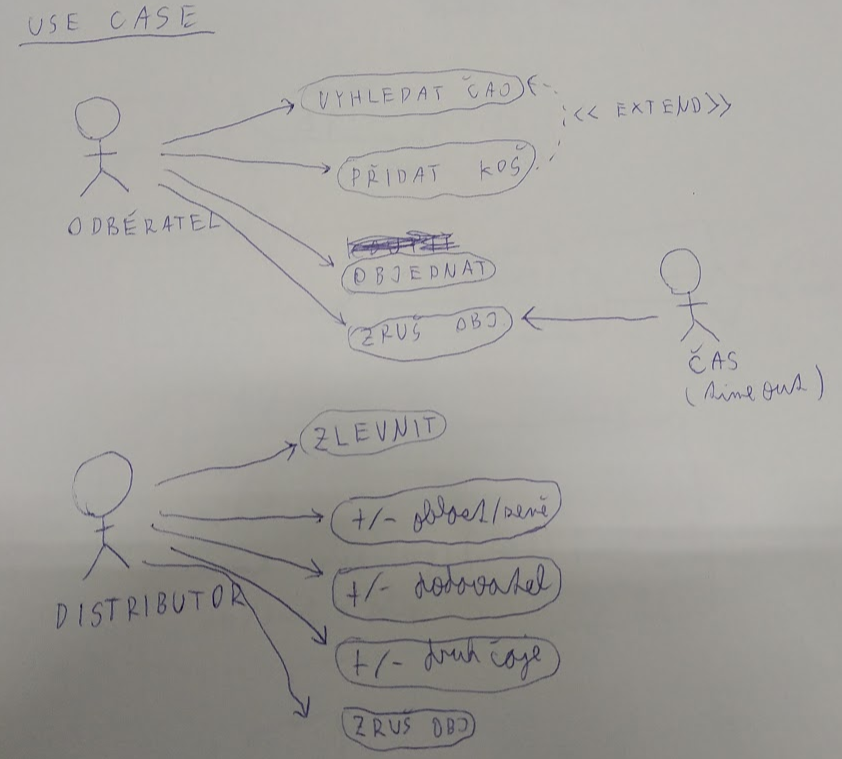 USE CASE
VYHLEDAT ČAJ
<< EXTEND >>
PŘIDAT KOŠ
ODBĚRATEL
OBJEDNAT
ZRUŠ OBJ.
ČAS
(time out)
ZLEVNIT
+/- oblast/země
+/- dodavatel
DISTRIBUTOR
+/- druh čaje
ZRUŠ OBJ